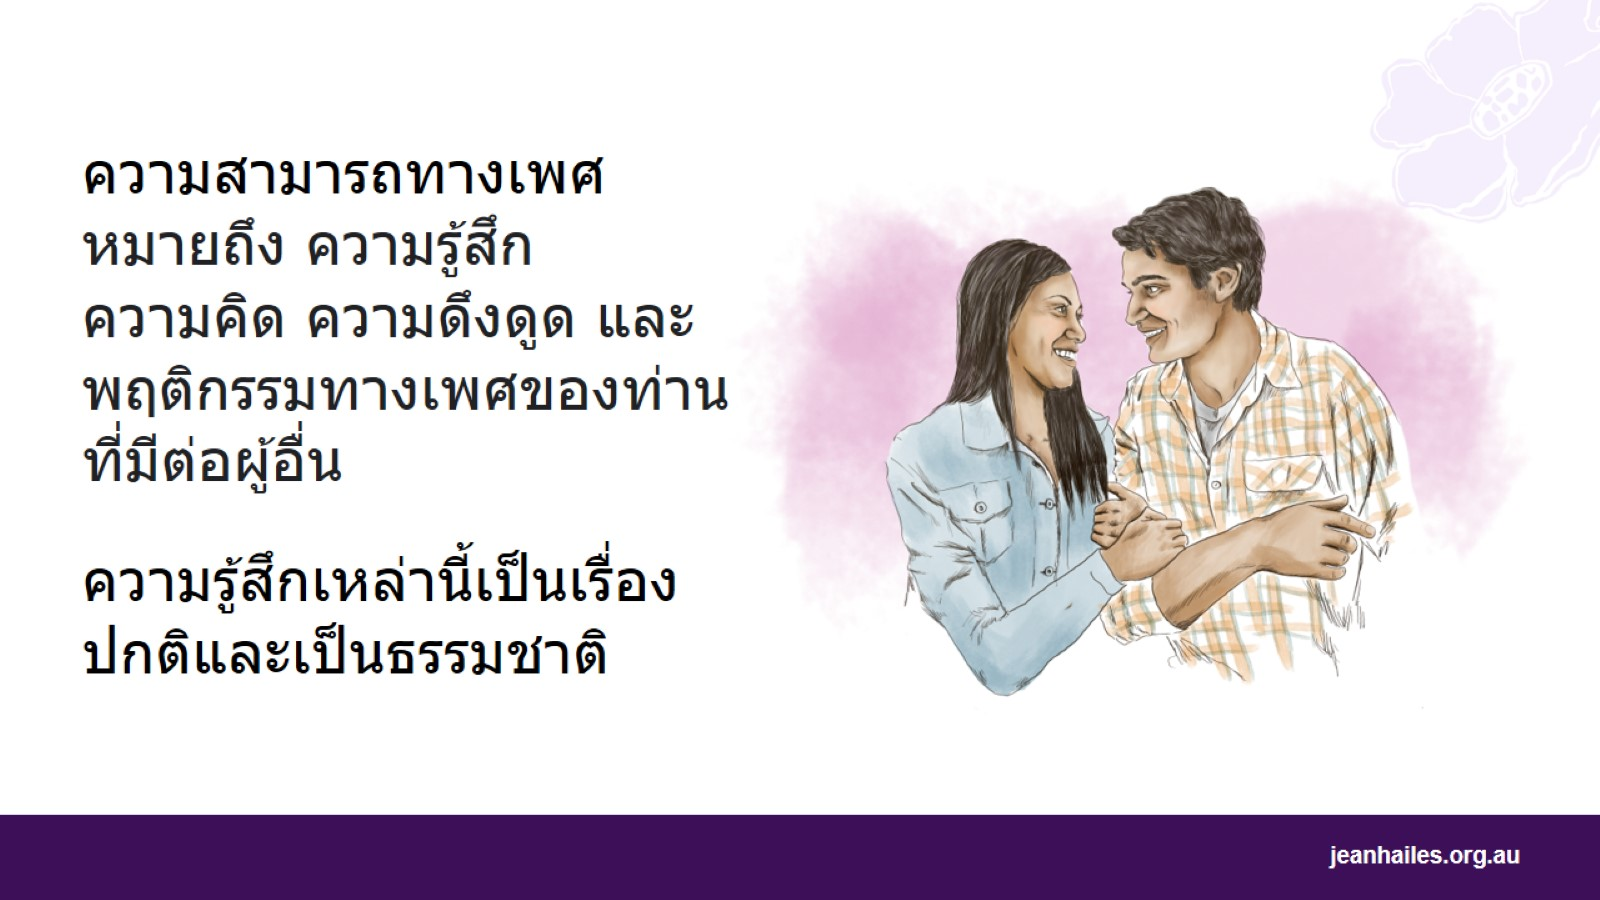 ความสามารถทางเพศ
หมายถึง ความรู้สึก
ความคิด ความดึงดูด และ
พฤติกรรมทางเพศของท่าน
ที่มีต่อผู้อื่น
ความรู้สึกเหล่านี้เป็นเรื่อง
ปกติและเป็นธรรมชาติ
jeanhailes.org.au